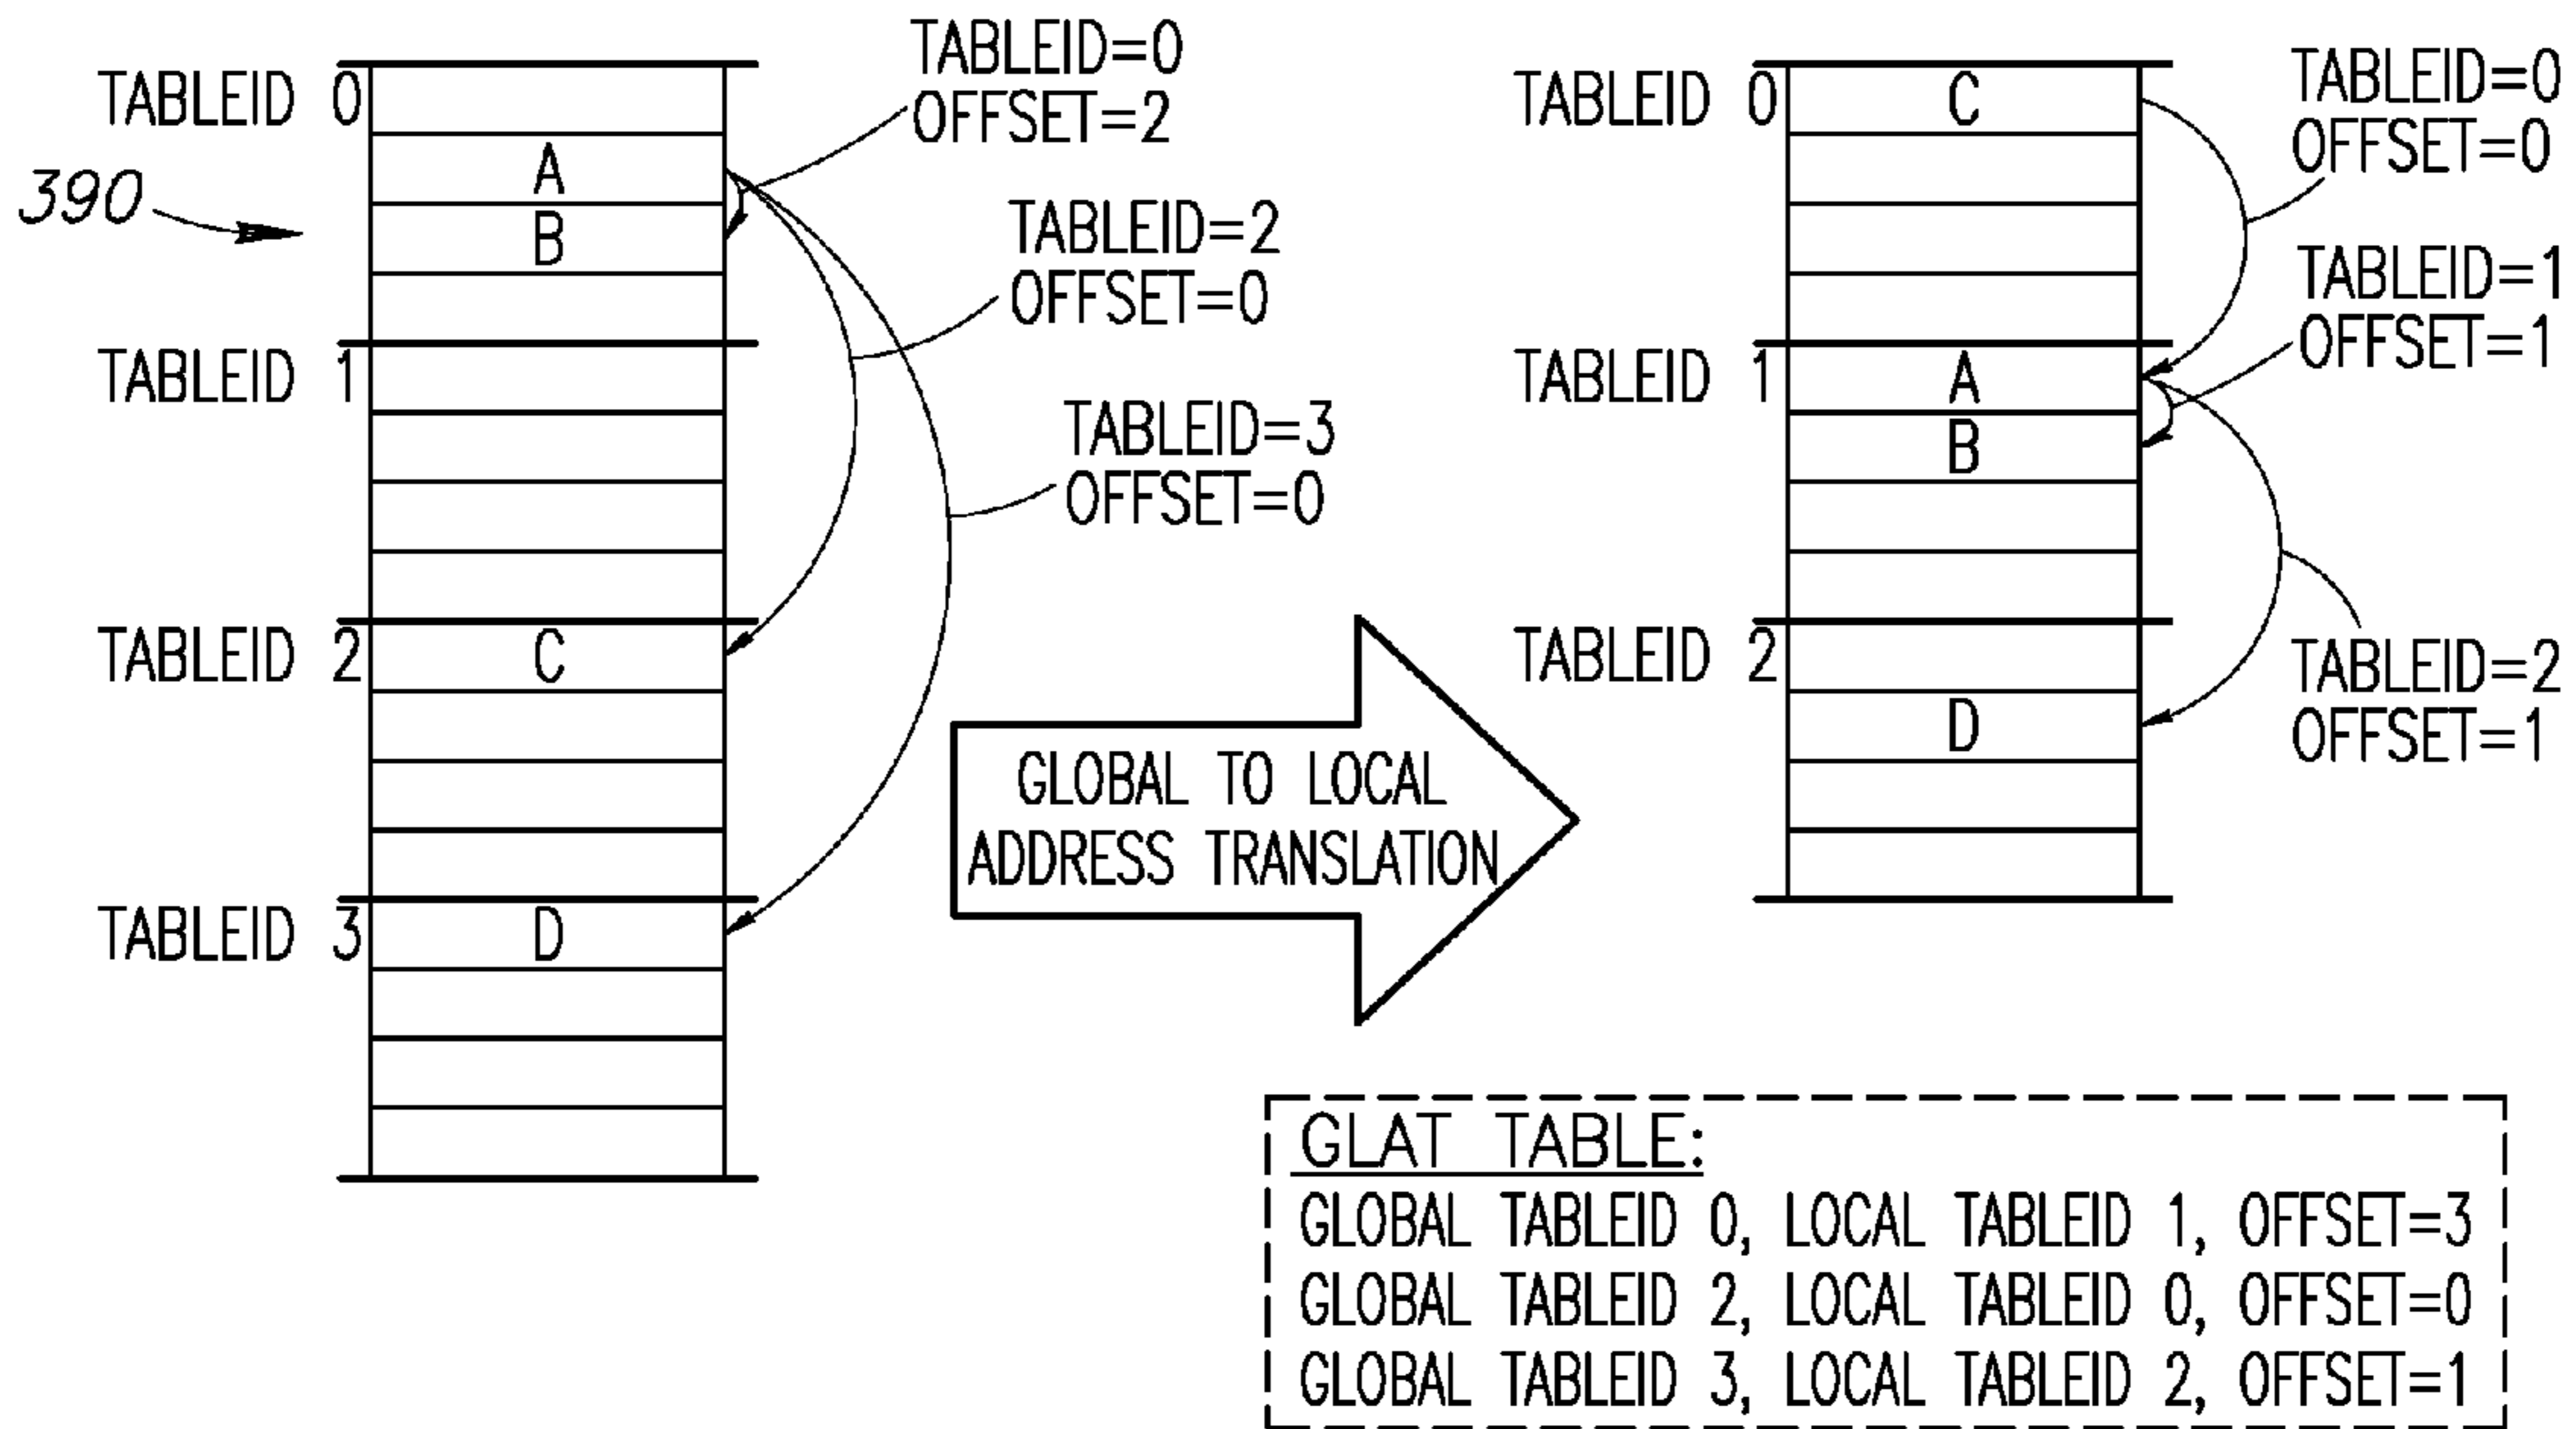 TABLEID 0
A
390
B
TABLEID 1
TABLEID 2
C
TABLEID 3
D
TABLEID=0
OFFSET=2
TABLEID=2
OFFSET=0
TABLEID=3
OFFSET=0
GLOBAL TO LOCAL
ADDRESS TRANSLATION
TABLEID 0
C
TABLEID 1
A
B
TABLEID 2
D
TABLEID=0
OFFSET=0
TABLEID=1
OFFSET=1
TABLEID=2
OFFSET=1
GLAT TABLE:
GLOBAL TABLEID 0, LOCAL TABLEID 1, OFFSET=3
GLOBAL TABLEID 2, LOCAL TABLEID 0, OFFSET=0
GLOBAL TABLEID 3, LOCAL TABLEID 2, OFFSET=1